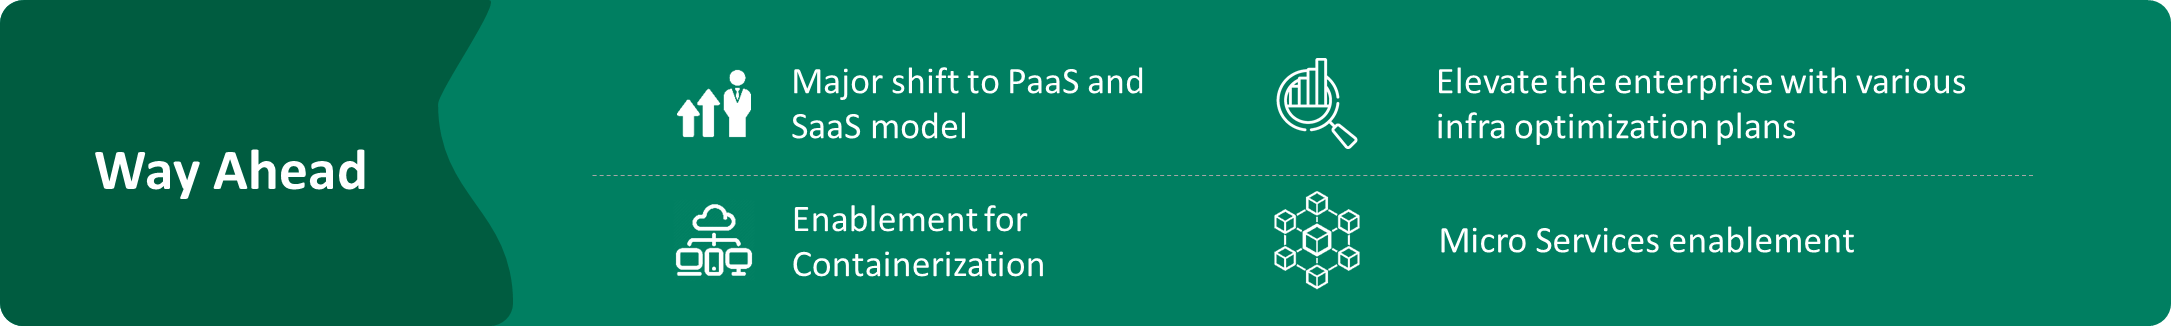 Way Ahead
Major shift to PaaS and
SaaS model
Elevate the enterprise with various
infra optimization plans
Enablement for
Containerization
Micro Services enablement